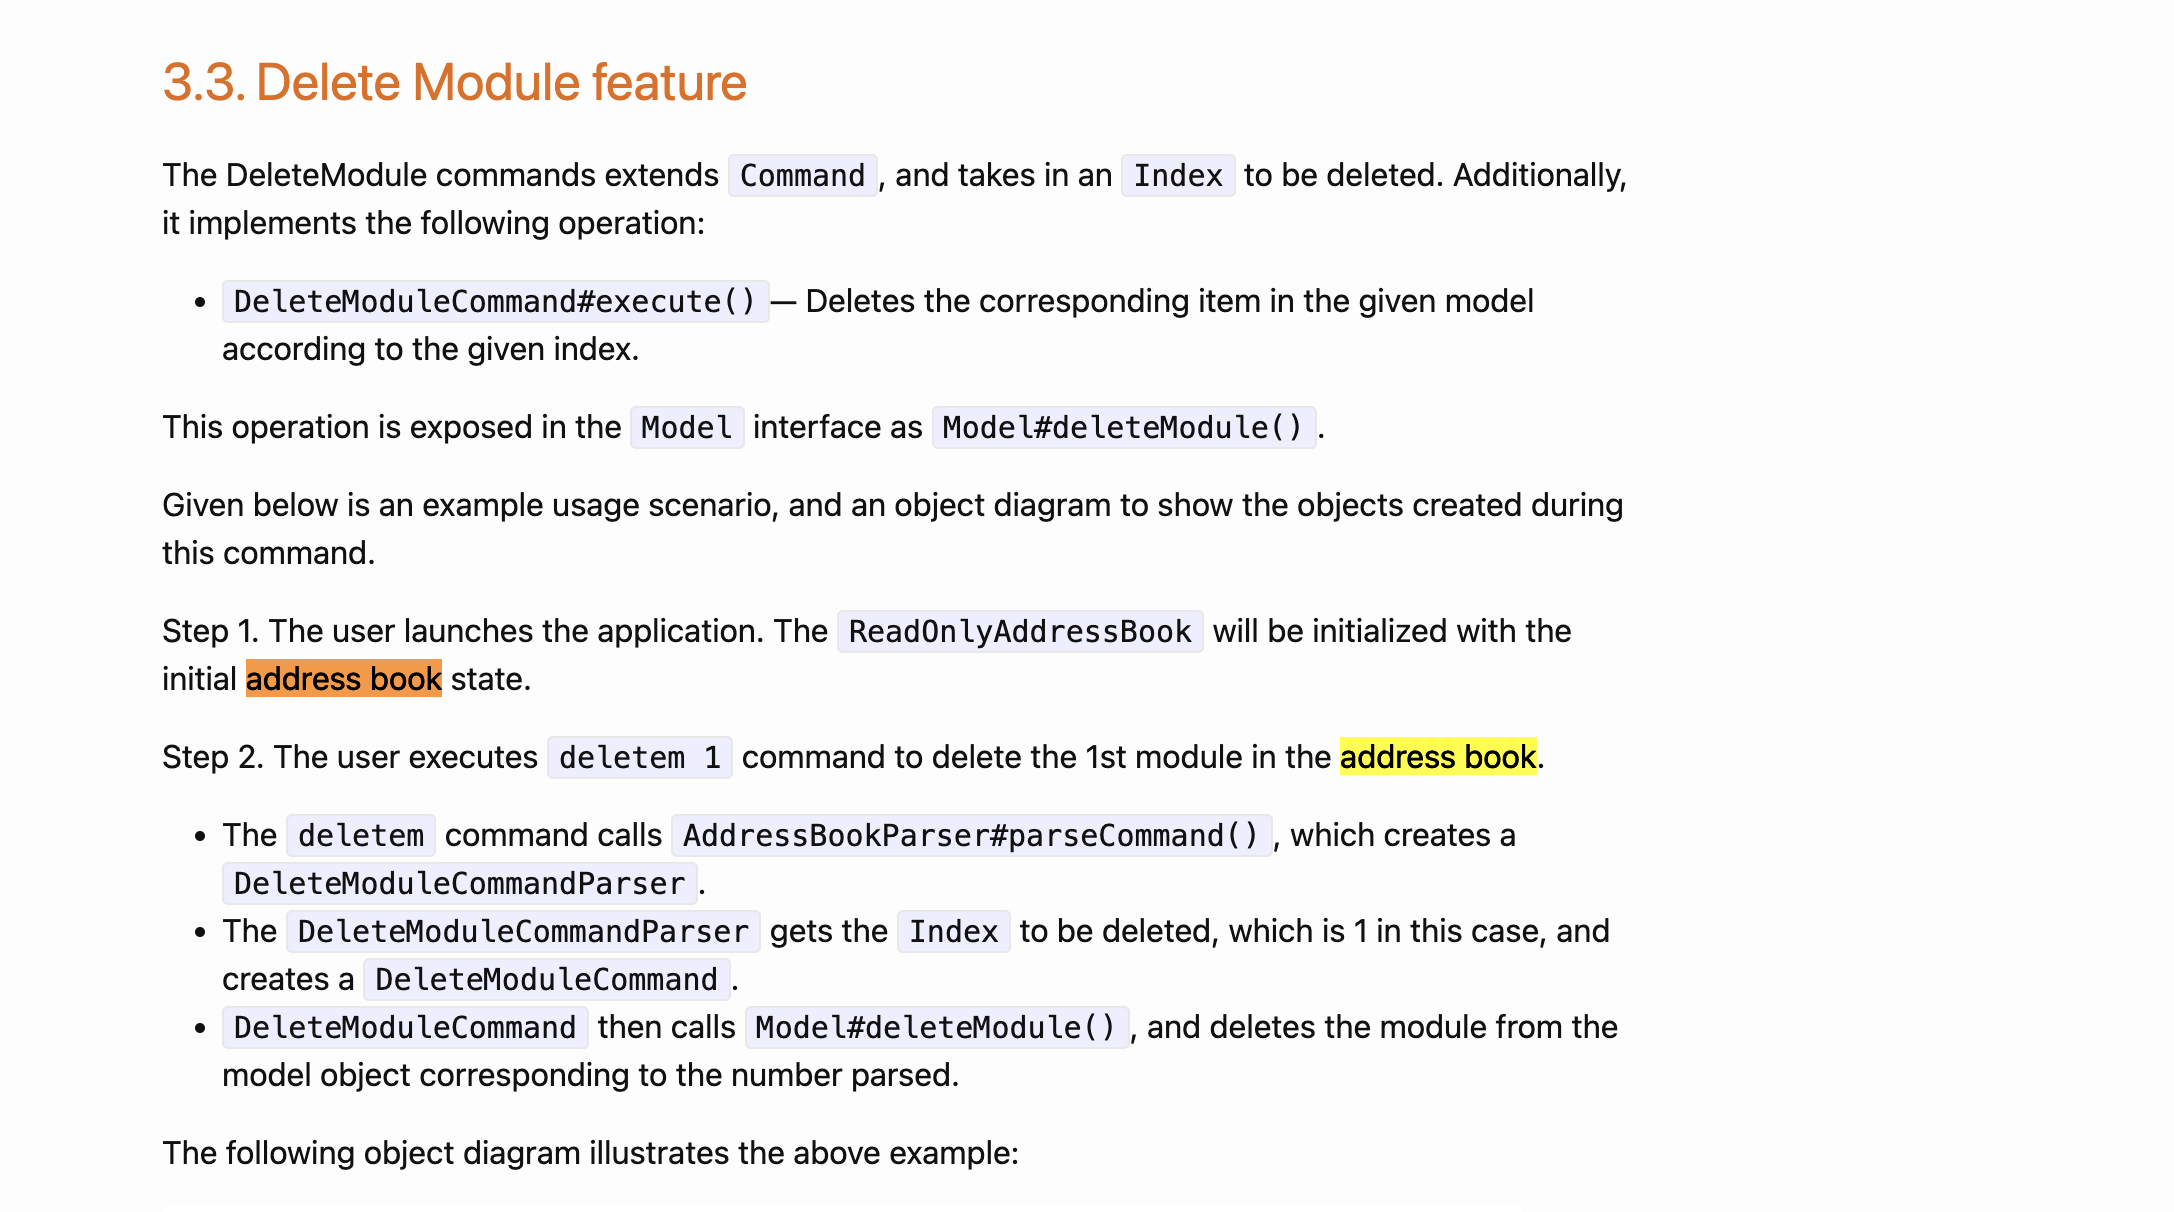 3.3. Delete Module feature
The DeleteModule commands extends Command, and takes in an Index to be deleted. Additionally,
it implements the following operation:
• DeleteModuleCommand#execute() — Deletes the corresponding item in the given model
according to the given index.
This operation is exposed in the Model interface as Model#deleteModule().
Given below is an example usage scenario, and an object diagram to show the objects created during
this command.
Step 1. The user launches the application. The ReadOnlyAddressBook will be initialized with the
initial address book state.
Step 2. The user executes deletem 1 command to delete the 1st module in the address book.
• The deletem command calls AddressBookParser#parseCommand(), which creates a
DeleteModuleCommandParser.
• The DeleteModuleCommandParser gets the Index to be deleted, which is 1 in this case, and
creates a DeleteModuleCommand.
• DeleteModuleCommand then calls Model#deleteModule(), and deletes the module from the
model object corresponding to the number parsed.
The following object diagram illustrates the above example: